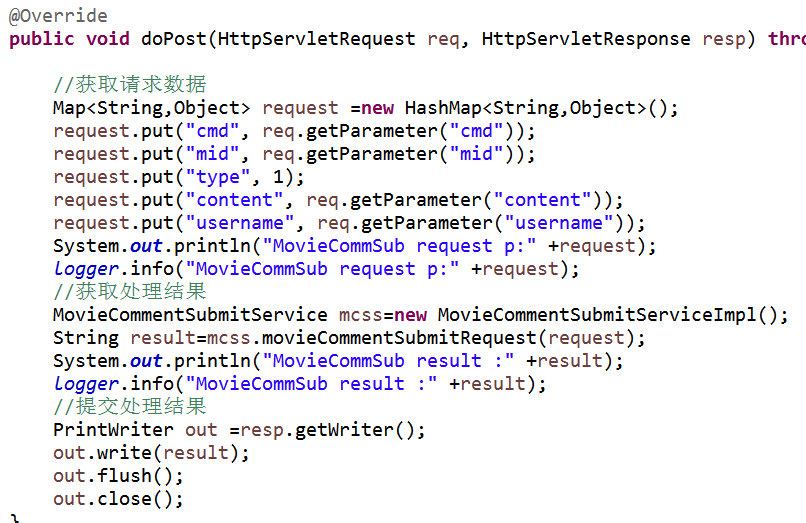 @Override
public void doPost(HttpServletRequest req, HttpServletResponse resp) thro
//获取请求数据
Map<String,Object> request =new HashMap<String,Object>();
request.put("cmd", req.getParameter("cmd"));
request.put("mid", req.getParameter("mid"));
request.put("type", 1);
request.put("content", req.getParameter("content"));
request.put("username", req.getParameter("username"));
System.out.println("MovieCommSub request p:" +request);
logger.info("MovieCommSub request p:" +request);
//获取处理结果
MovieCommentSubmitService mcss=new MovieCommentSubmitServiceImpl();
String result=mcss.movieCommentSubmitRequest(request);
System.out.println("MovieCommSub result :" +result);
logger.info("MovieCommSub result :" +result);
//提交处理结果
PrintWriter out =resp.getWriter();
out.write(result);
out.flush();
out.close();
}